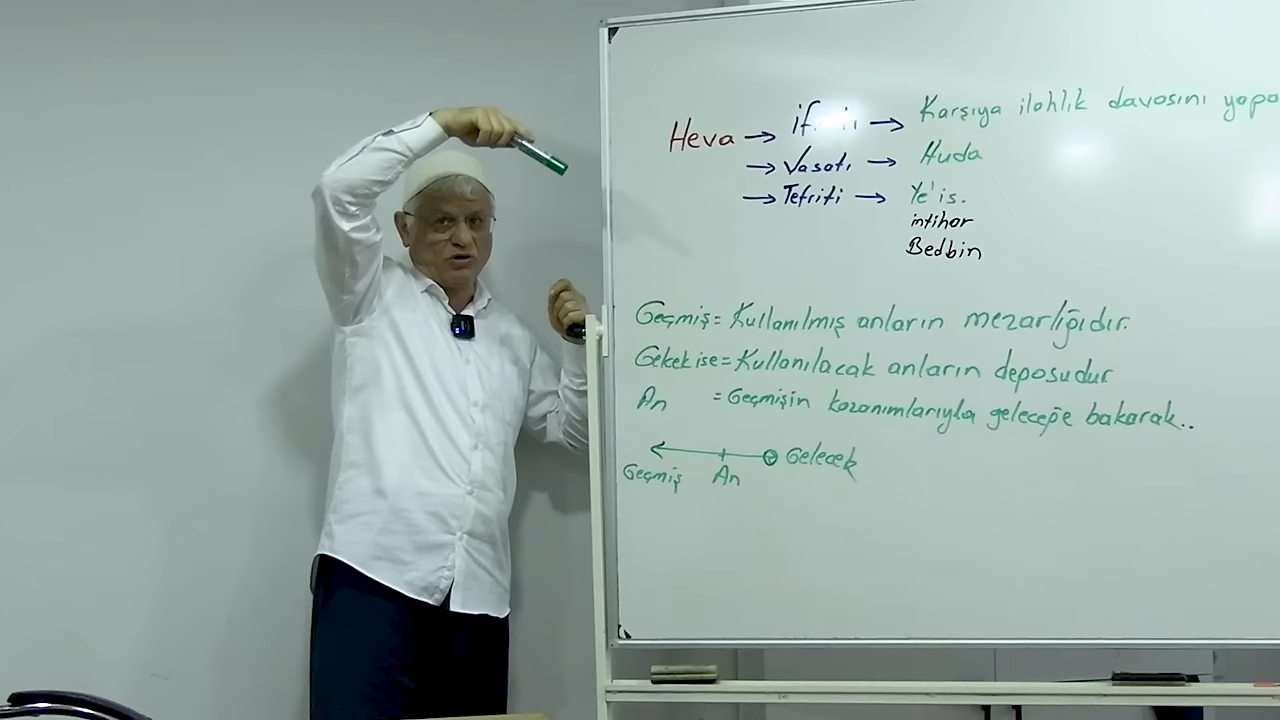 Heva → → Karşıya ilahlık davasını yapa
→ Vasatı → Huda
→ Tefriti → Ye'is.
intihar
Bedbin
Geçmiş = Kullanılmış anların mezarlığıdır.
ise = Kullanılacak anların deposudur
An = Geçmişin kazanımlarıyla geleceğe bakarak..
Geçmiş An Gelecek